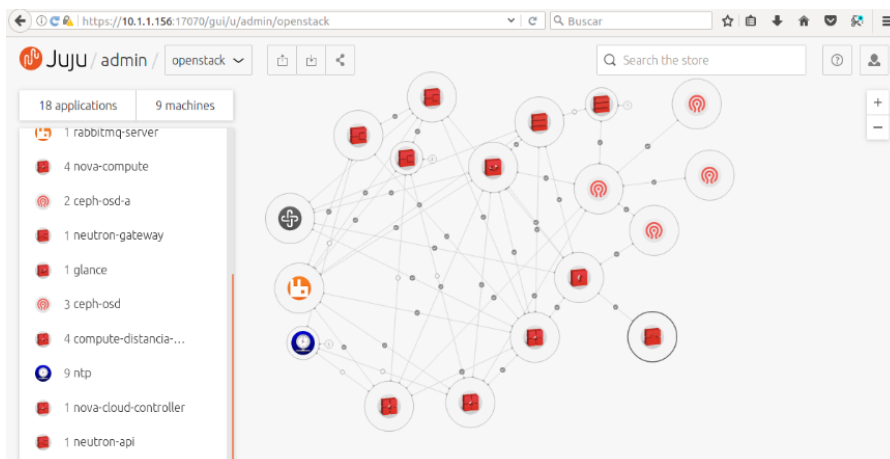 https://10.1.1.156:17070/gui/u/admin/openstack
Buscar
Juju / admin / openstack
Search the store
18 applications
9 machines
1 rabbitmq-server
4 nova-compute
2 ceph-osd-a
1 neutron-gateway
1 glance
3 ceph-osd
4 compute-distancia-...
9 ntp
1 nova-cloud-controller
1 neutron-api